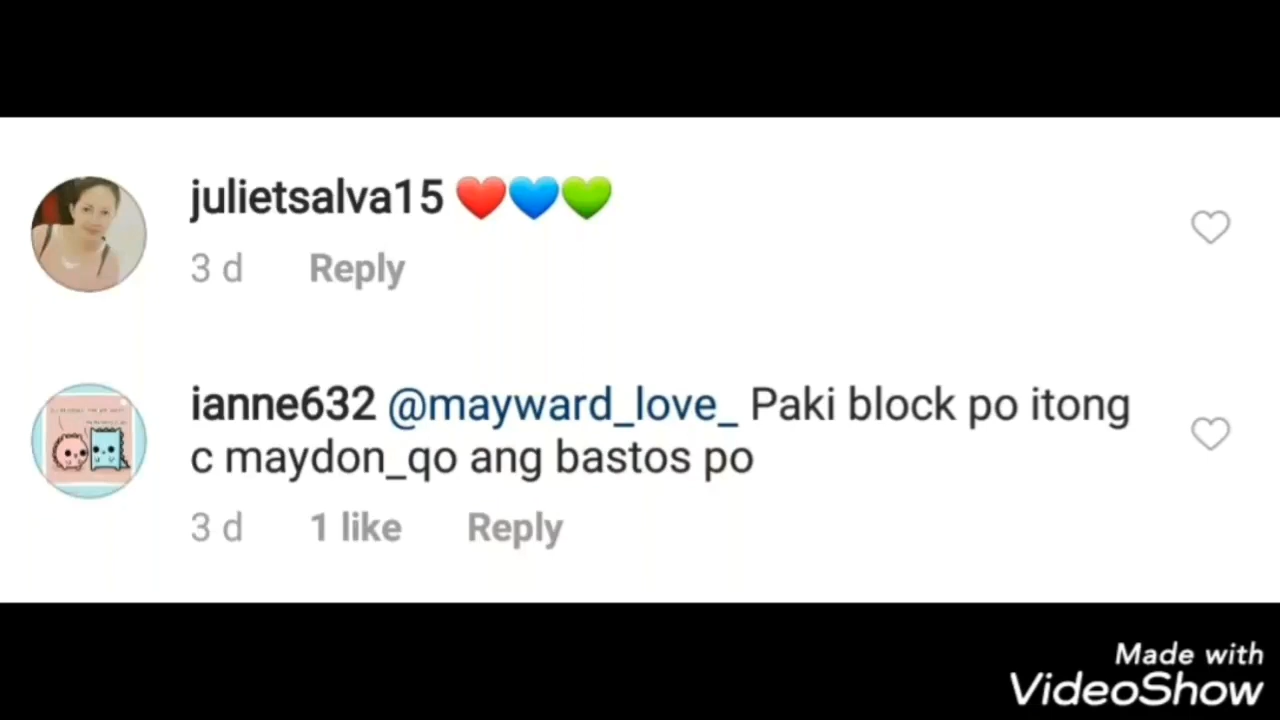 julietsalva15 ❤️💙💚
3 d Reply
ianne632 @mayward_love_ Paki block po itong
c maydon_qo ang bastos po
3 d 1 like Reply
Made with
VideoShow